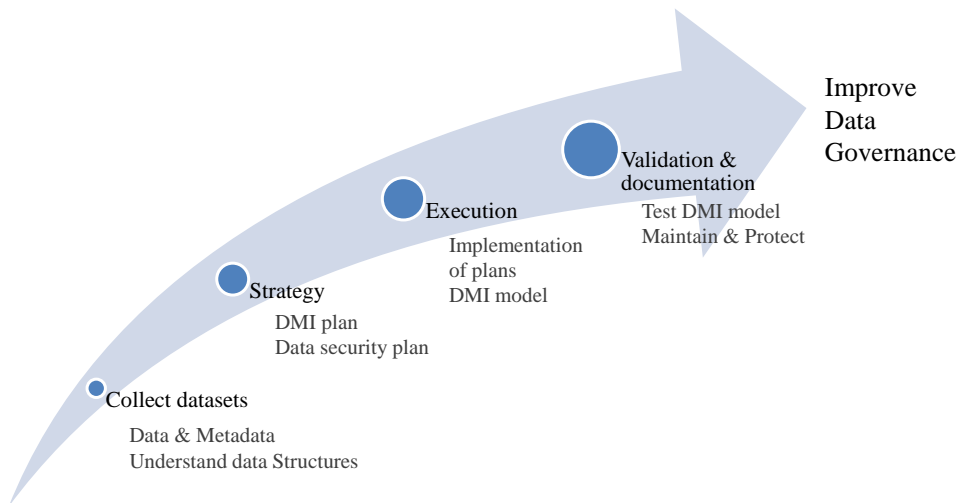 Improve
Data
Governance
Validation &
documentation
Test DMI model
Maintain & Protect
Execution
Implementation
of plans
DMI model
Strategy
DMI plan
Data security plan
Collect datasets
Data & Metadata
Understand data Structures